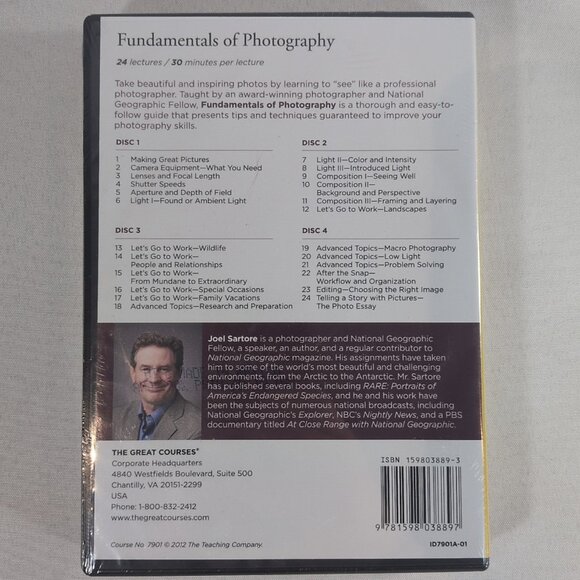 Fundamentals of Photography
24 lectures / 30 minutes per lecture
Take beautiful and inspiring photos by learning to "see" like a professional
photographer. Taught by an award-winning photographer and National
Geographic Fellow, Fundamentals of Photography is a thorough and easy-to-
follow guide that presents tips and techniques guaranteed to improve your
photography skills.
DISC 1
1 Making Great Pictures
2 Camera Equipment—What You Need
3 Lenses and Focal Length
4 Shutter Speeds
5 Aperture and Depth of Field
6 Light I—Found or Ambient Light
DISC 2
7 Light II—Color and Intensity
8 Light III—Introduced Light
9 Composition I—Seeing Well
10 Composition II—
Background and Perspective
11 Composition III—Framing and Layering
12 Let's Go to Work—Landscapes
DISC 3
13 Let's Go to Work—Wildlife
14 Let's Go to Work—
People and Relationships
15 Let's Go to Work—
From Mundane to Extraordinary
16 Let's Go to Work—Special Occasions
17 Let's Go to Work—Family Vacations
18 Advanced Topics—Research and Preparation
DISC 4
19 Advanced Topics—Macro Photography
20 Advanced Topics—Low Light
21 Advanced Topics—Problem Solving
22 After the Snap—
Workflow and Organization
23 Editing—Choosing the Right Image
24 Telling a Story with Pictures—
The Photo Essay
Joel Sartore is a photographer and National Geographic
Fellow, a speaker, an author, and a regular contributor to
National Geographic magazine. His assignments have taken
him to some of the world's most beautiful and challenging
environments, from the Arctic to the Antarctic. Mr. Sartore
has published several books, including RARE: Portraits of
America's Endangered Species, and he and his work have
been the subjects of numerous national broadcasts, including
National Geographic's Explorer, NBC's Nightly News, and a PBS
documentary titled At Close Range with National Geographic.
THE GREAT COURSES®
Corporate Headquarters
4840 Westfields Boulevard, Suite 500
Chantilly, VA 20151-2299
USA
Phone: 1-800-832-2412
www.thegreatcourses.com
ISBN 159803889-3
9 781598 038897
Course No. 7901 © 2012 The Teaching Company.
ID7901A-01